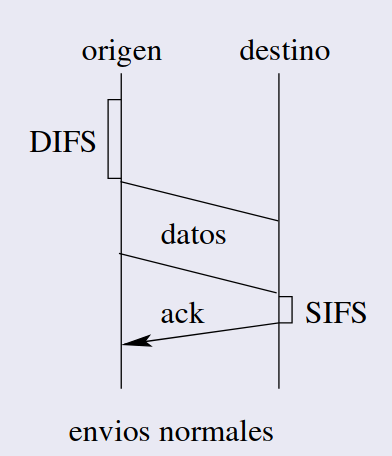 origen destino
DIFS
datos
ack SIFS
envios normales